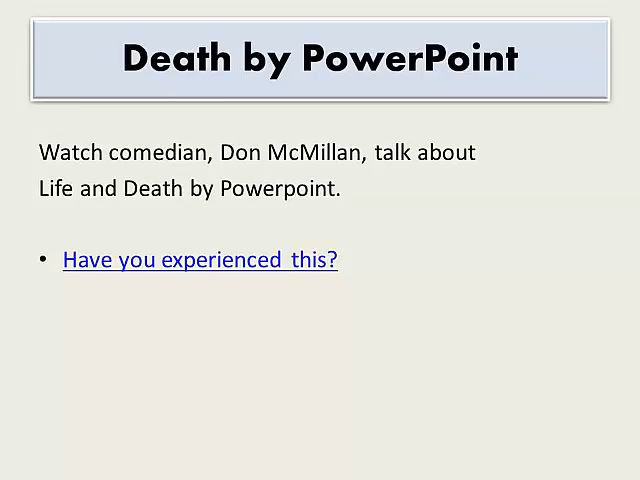 Death by PowerPoint
Watch comedian, Don McMillan, talk about
Life and Death by Powerpoint.
• Have you experienced this?